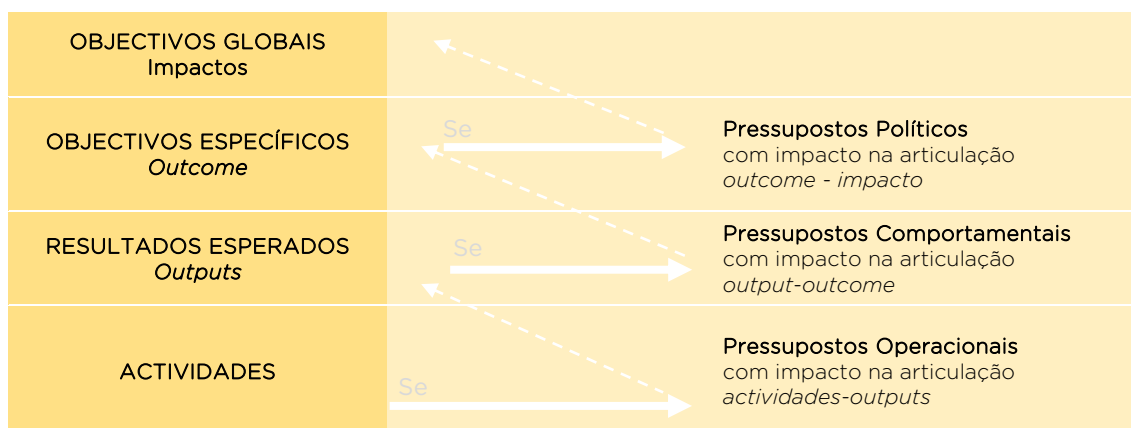 OBJECTIVOS GLOBAIS
Impactos
OBJECTIVOS ESPECÍFICOS
Outcome
Se
Pressupostos Políticos
com impacto na articulação
outcome - impacto
RESULTADOS ESPERADOS
Outputs
Se
Pressupostos Comportamentais
com impacto na articulação
output-outcome
ACTIVIDADES
Se
Pressupostos Operacionais
com impacto na articulação
actividades-outputs